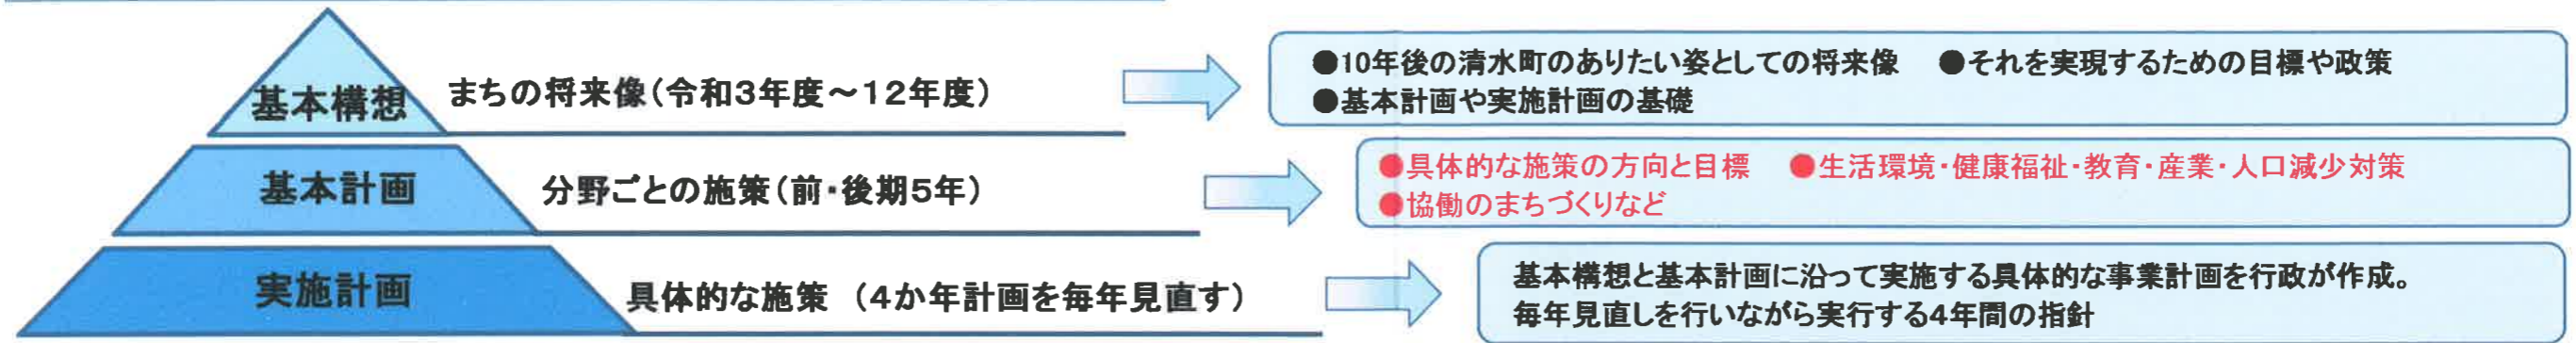 基本構想
まちの将来像(令和3年度～12年度)
●10年後の清水町のありたい姿としての将来像　●それを実現するための目標や政策
●基本計画や実施計画の基礎
基本計画
分野ごとの施策(前・後期5年)
●具体的な施策の方向と目標　●生活環境・健康福祉・教育・産業・人口減少対策
●協働のまちづくりなど
実施計画
具体的な施策　(4か年計画を毎年見直す)
基本構想と基本計画に沿って実施する具体的な事業計画を行政が作成。
毎年見直しを行いながら実行する4年間の指針